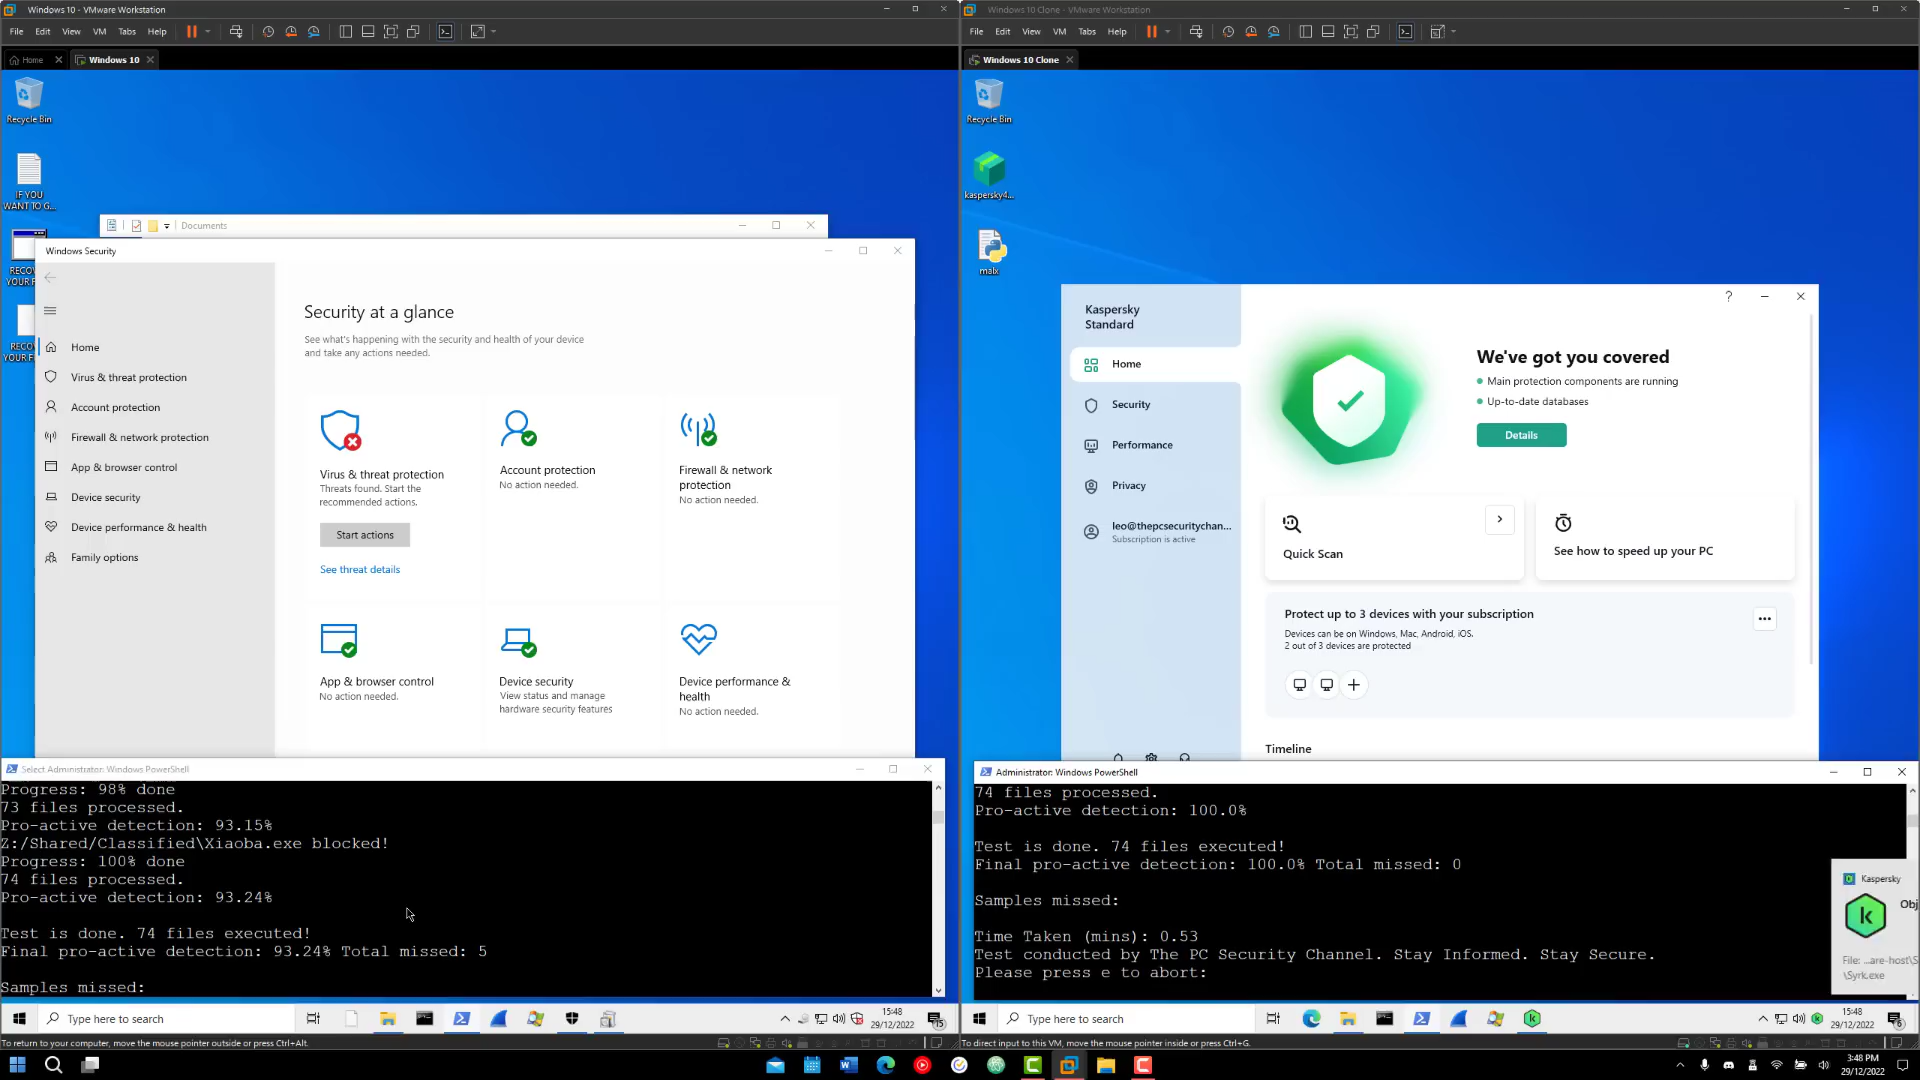 Windows 10 - VMware Workstation
File Edit View VM Tabs Help
Home
Windows 10
Recycle Bin
IF YOU
WANT TO G...
RECOV
YOUR F
RECOV
YOUR F
Documents
Windows Security
Home
Virus & threat protection
Account protection
Firewall & network protection
App & browser control
Device security
Device performance & health
Family options
Security at a glance
See what's happening with the security and health of your device
and take any actions needed.
Virus & threat protection
Threats found. Start the
recommended actions.
Start actions
See threat details
Account protection
No action needed.
Firewall & network
protection
No action needed.
App & browser control
No action needed.
Device security
View status and manage
hardware security features
Device performance &
health
No action needed.
Select Administrator: Windows PowerShell
Progress: 98% done
73 files processed.
Pro-active detection: 93.15%
Z:/Shared/Classified\Xiaoba.exe blocked!
Progress: 100% done
74 files processed.
Pro-active detection: 93.24%
Test is done. 74 files executed!
Final pro-active detection: 93.24% Total missed: 5
Samples missed:
Type here to search
15:48
29/12/2022
15
To return to your computer, move the mouse pointer outside or press Ctrl+Alt.
Windows 10 Clone - VMware Workstation
File Edit View VM Tabs Help
Windows 10 Clone
Recycle Bin
kaspersky4...
malx
Kaspersky
Standard
Home
Security
Performance
Privacy
leo@thepcsecuritychan...
Subscription is active
We've got you covered
Main protection components are running
Up-to-date databases
Details
Quick Scan
See how to speed up your PC
Protect up to 3 devices with your subscription
Devices can be on Windows, Mac, Android, iOS.
2 out of 3 devices are protected
Timeline
Administrator: Windows PowerShell
74 files processed.
Pro-active detection: 100.0%
Test is done. 74 files executed!
Final pro-active detection: 100.0% Total missed: 0
Samples missed:
Time Taken (mins): 0.53
Test conducted by The PC Security Channel. Stay Informed. Stay Secure.
Please press e to abort:
Kaspersky
Obj
File: ...are-host\S
\Syrk.exe
Type here to search
15:48
29/12/2022
6
To direct input to this VM, move the mouse pointer inside or press Ctrl+G.
3:48 PM
29/12/2022